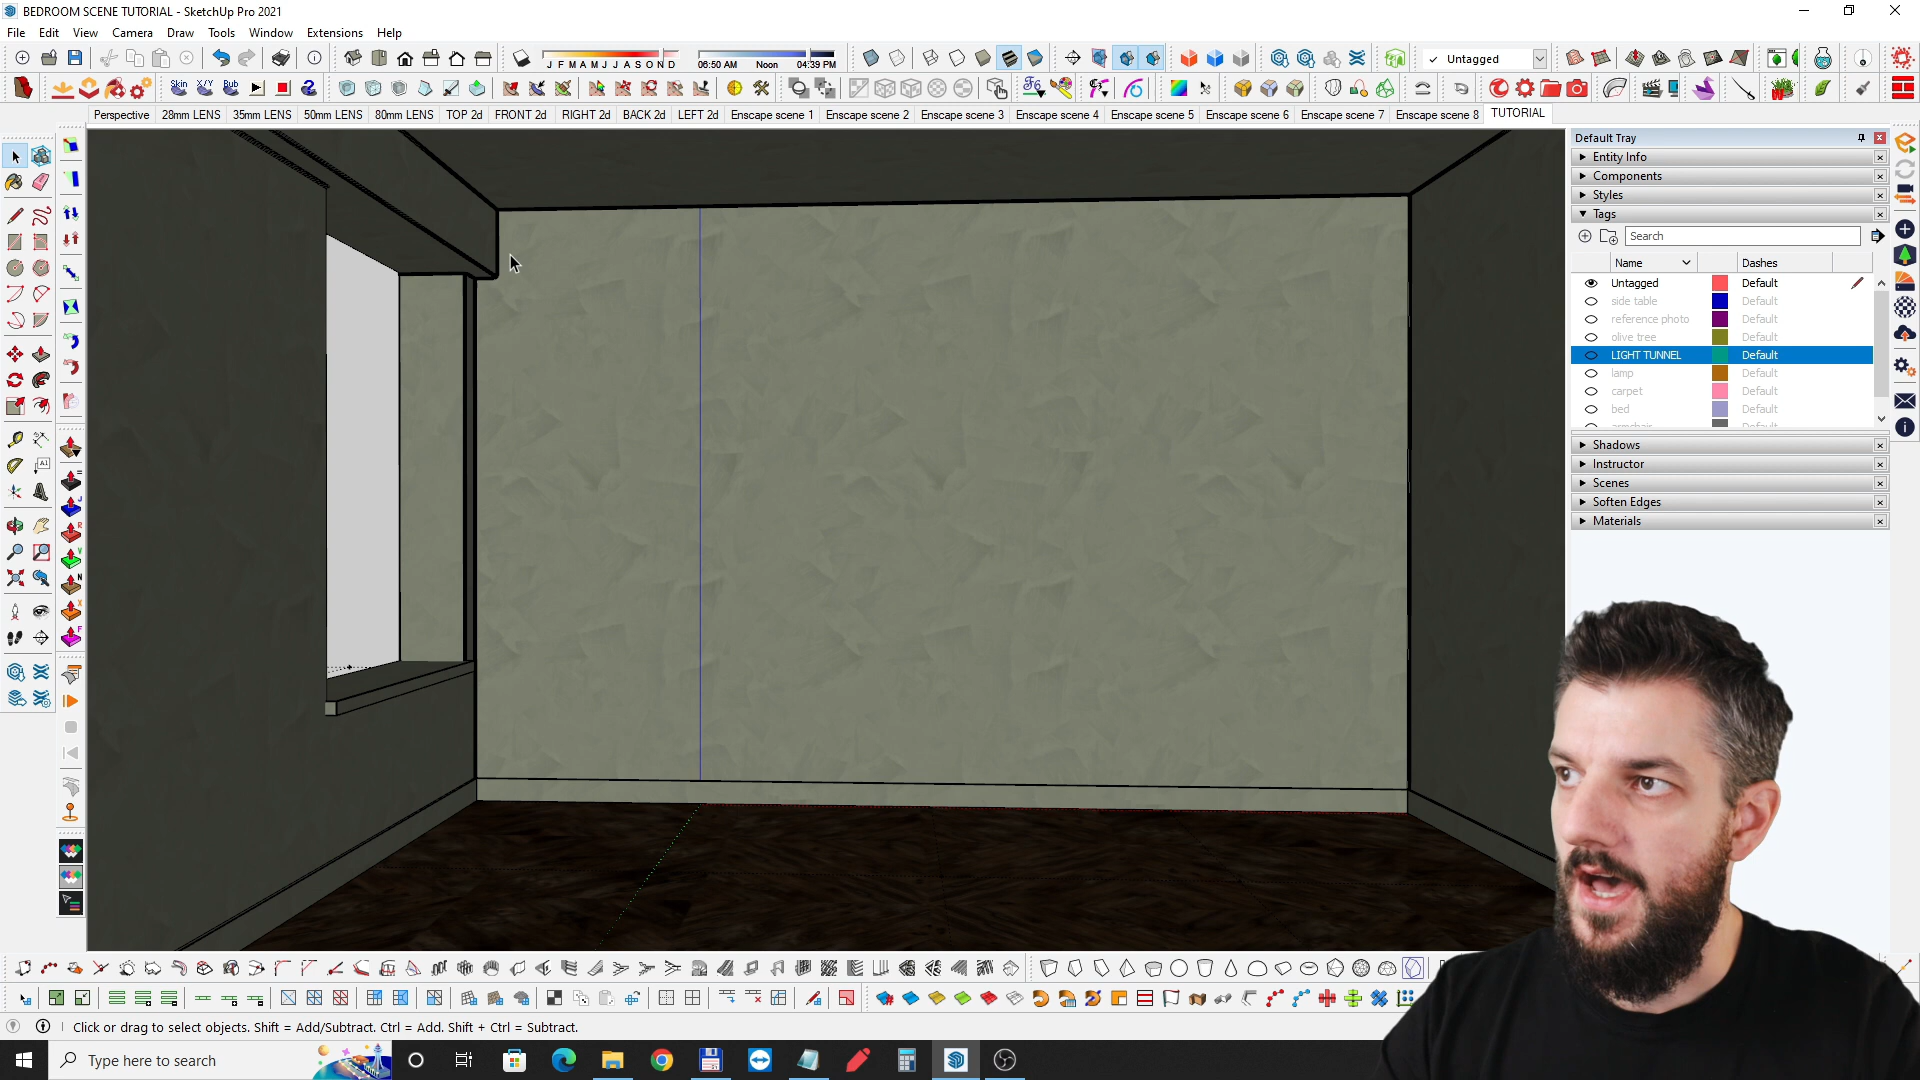 BEDROOM SCENE TUTORIAL - SketchUp Pro 2021
File Edit View Camera Draw Tools Window Extensions Help
J F M A M J J A S O N D
06:50 AM Noon 04:39 PM
Untagged
Skin X/Y Bub
Perspective 28mm LENS 35mm LENS 50mm LENS 80mm LENS TOP 2d FRONT 2d RIGHT 2d BACK 2d LEFT 2d Enscape scene 1 Enscape scene 2 Enscape scene 3 Enscape scene 4 Enscape scene 5 Enscape scene 6 Enscape scene 7 Enscape scene 8 TUTORIAL
Default Tray
Entity Info
Components
Styles
Tags
Search
Name Dashes
Untagged Default
side table Default
reference photo Default
olive tree Default
LIGHT TUNNEL Default
lamp Default
carpet Default
bed Default
Shadows
Instructor
Scenes
Soften Edges
Materials
Click or drag to select objects. Shift = Add/Subtract. Ctrl = Add. Shift + Ctrl = Subtract.
Type here to search